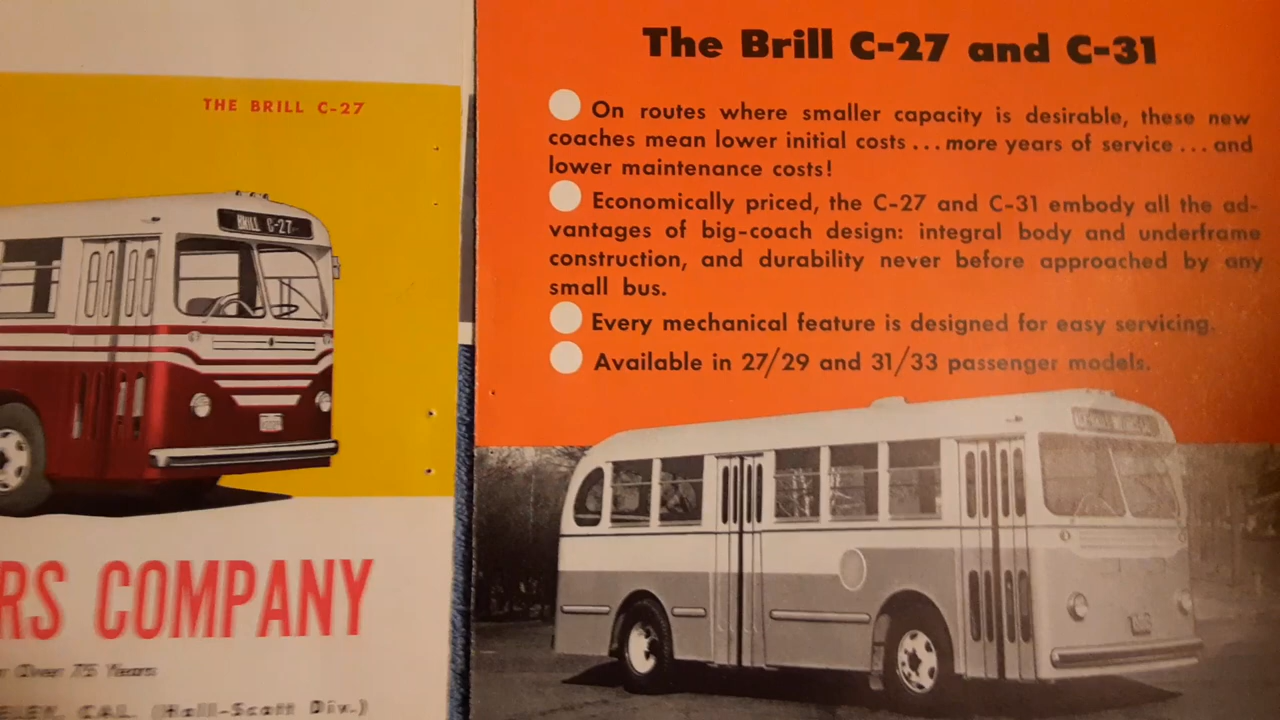 THE BRILL C-27
BRILL C-27
RS COMPANY
r Over 75 Years
ELEY, CAL. (Hall-Scott Div.)
The Brill C-27 and C-31
On routes where smaller capacity is desirable, these new
coaches mean lower initial costs ... more years of service ... and
lower maintenance costs!
Economically priced, the C-27 and C-31 embody all the ad-
vantages of big-coach design: integral body and underframe
construction, and durability never before approached by any
small bus.
Every mechanical feature is designed for easy servicing.
Available in 27/29 and 31/33 passenger models.